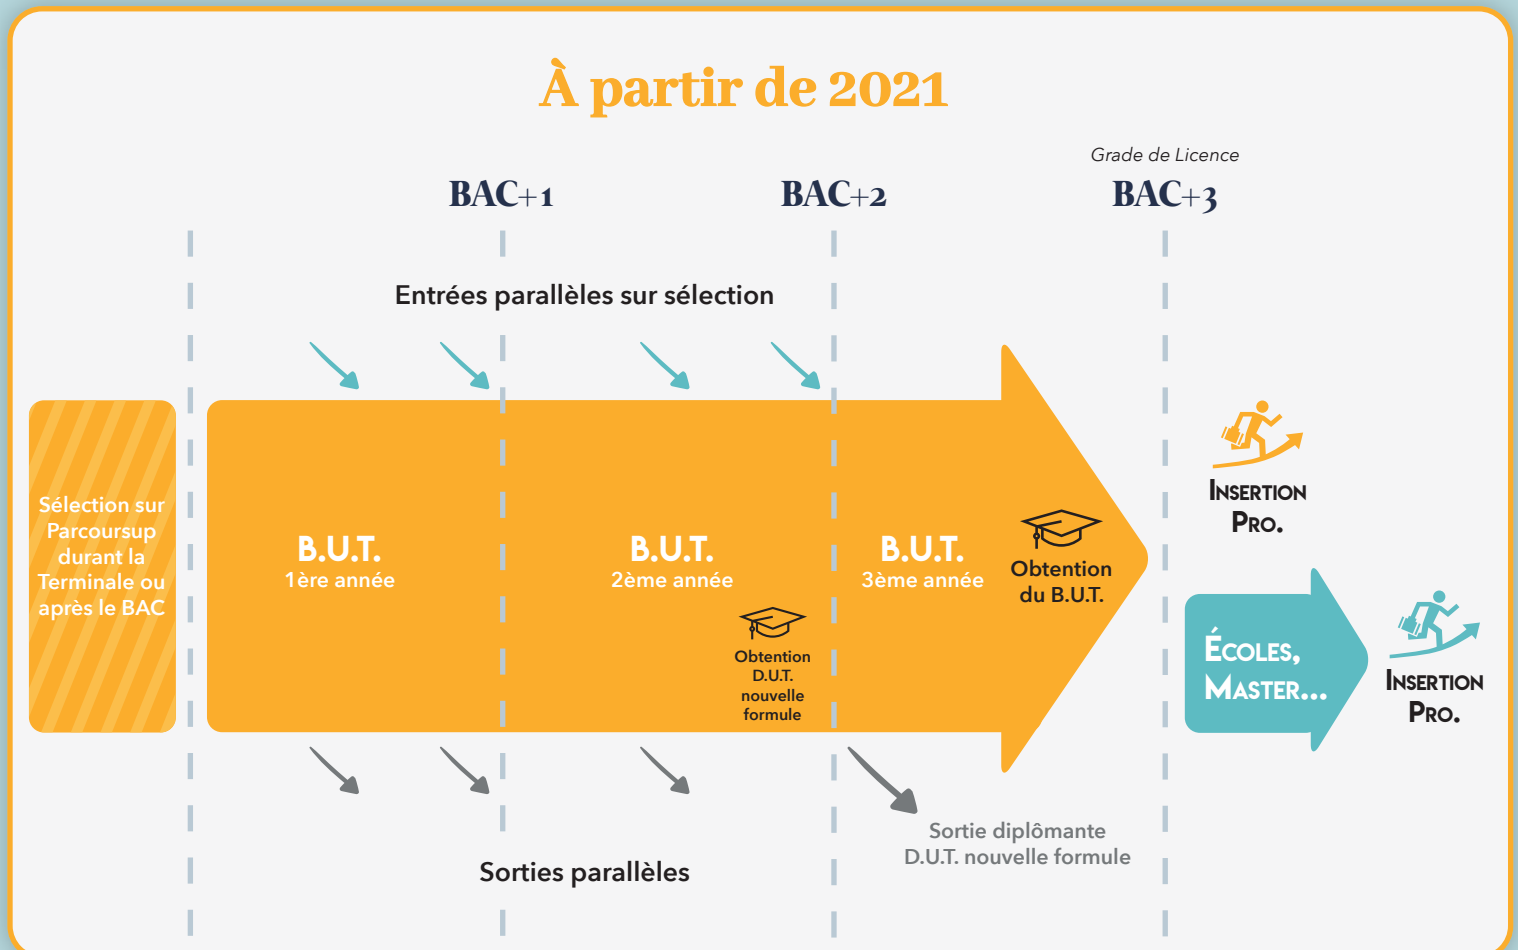 À partir de 2021
Grade de Licence
BAC+1
BAC+2
BAC+3
Entrées parallèles sur sélection
Sélection sur
Parcoursup
durant la
Terminale ou
après le BAC
B.U.T.
1ère année
B.U.T.
2ème année
Obtention
D.U.T.
nouvelle
formule
B.U.T.
3ème année
Obtention
du B.U.T.
Insertion
Pro.
Écoles,
Master...
Insertion
Pro.
Sortie diplômante
D.U.T. nouvelle formule
Sorties parallèles